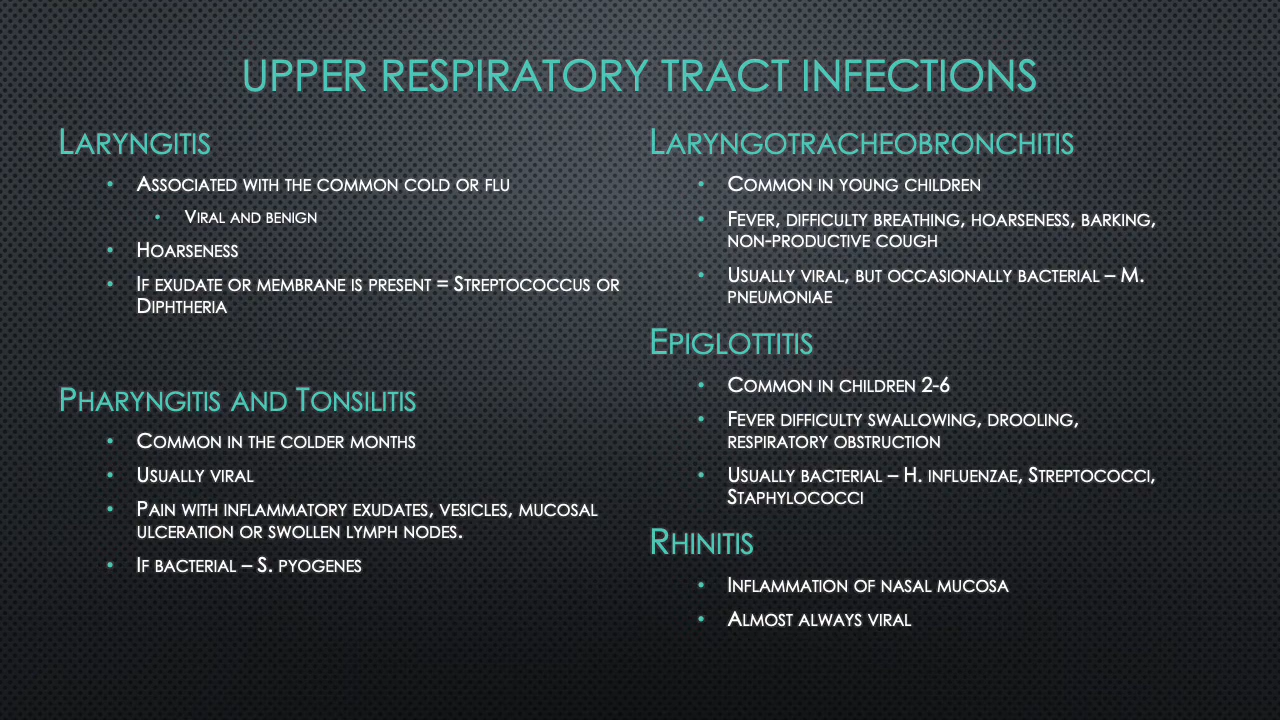 UPPER RESPIRATORY TRACT INFECTIONS
LARYNGITIS
• ASSOCIATED WITH THE COMMON COLD OR FLU
• VIRAL AND BENIGN
• HOARSENESS
• IF EXUDATE OR MEMBRANE IS PRESENT = STREPTOCOCCUS OR
DIPHTHERIA
PHARYNGITIS AND TONSILITIS
• COMMON IN THE COLDER MONTHS
• USUALLY VIRAL
• PAIN WITH INFLAMMATORY EXUDATES, VESICLES, MUCOSAL
ULCERATION OR SWOLLEN LYMPH NODES.
• IF BACTERIAL – S. PYOGENES
LARYNGOTRACHEOBRONCHITIS
• COMMON IN YOUNG CHILDREN
• FEVER, DIFFICULTY BREATHING, HOARSENESS, BARKING,
NON-PRODUCTIVE COUGH
• USUALLY VIRAL, BUT OCCASIONALLY BACTERIAL – M.
PNEUMONIAE
EPIGLOTTITIS
• COMMON IN CHILDREN 2-6
• FEVER DIFFICULTY SWALLOWING, DROOLING,
RESPIRATORY OBSTRUCTION
• USUALLY BACTERIAL – H. INFLUENZAE, STREPTOCOCCI,
STAPHYLOCOCCI
RHINITIS
• INFLAMMATION OF NASAL MUCOSA
• ALMOST ALWAYS VIRAL